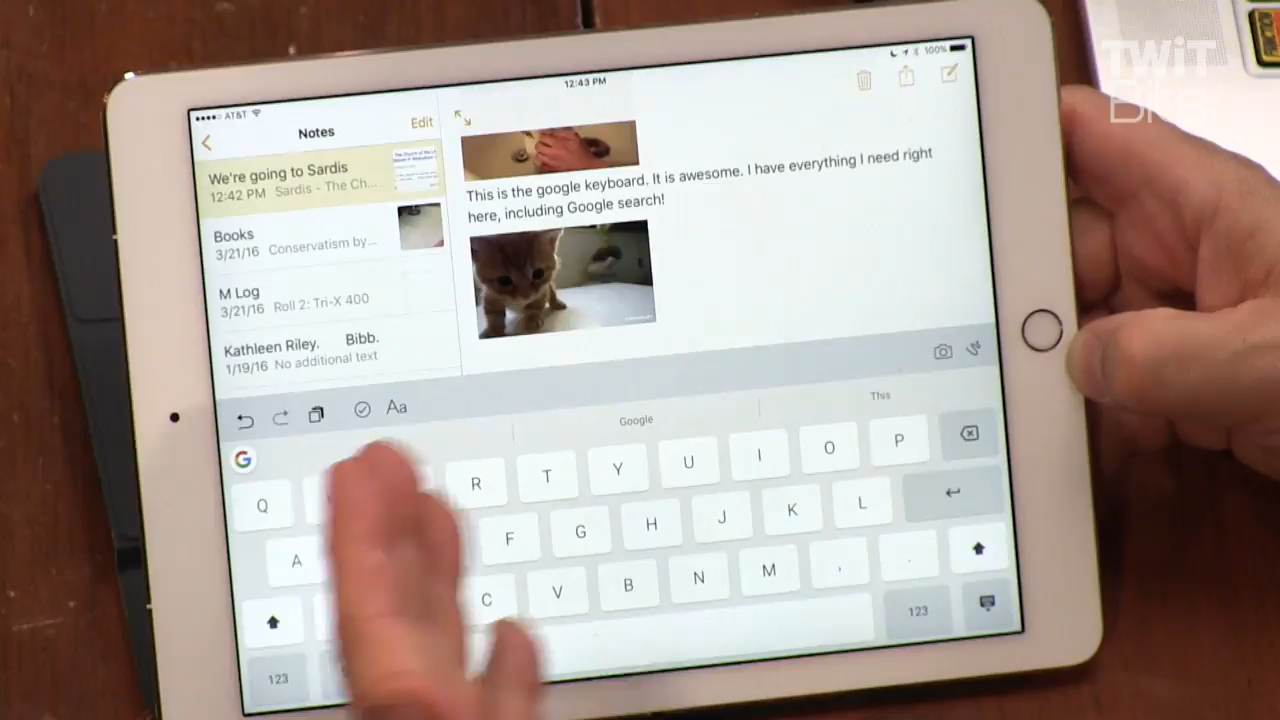 TWiT
Bits
AT&T
12:43 PM
100%
Notes
Edit
We're going to Sardis
12:42 PM Sardis - The Ch...
Books
3/21/16 Conservatism by...
M Log
3/21/16 Roll 2: Tri-X 400
Kathleen Riley. Bibb.
1/19/16 No additional text
This is the google keyboard. It is awesome. I have everything I need right
here, including Google search!
Aa
G
Google
This
Q R T Y U I O P
A F G H J K L
C V B N M , .
123
123